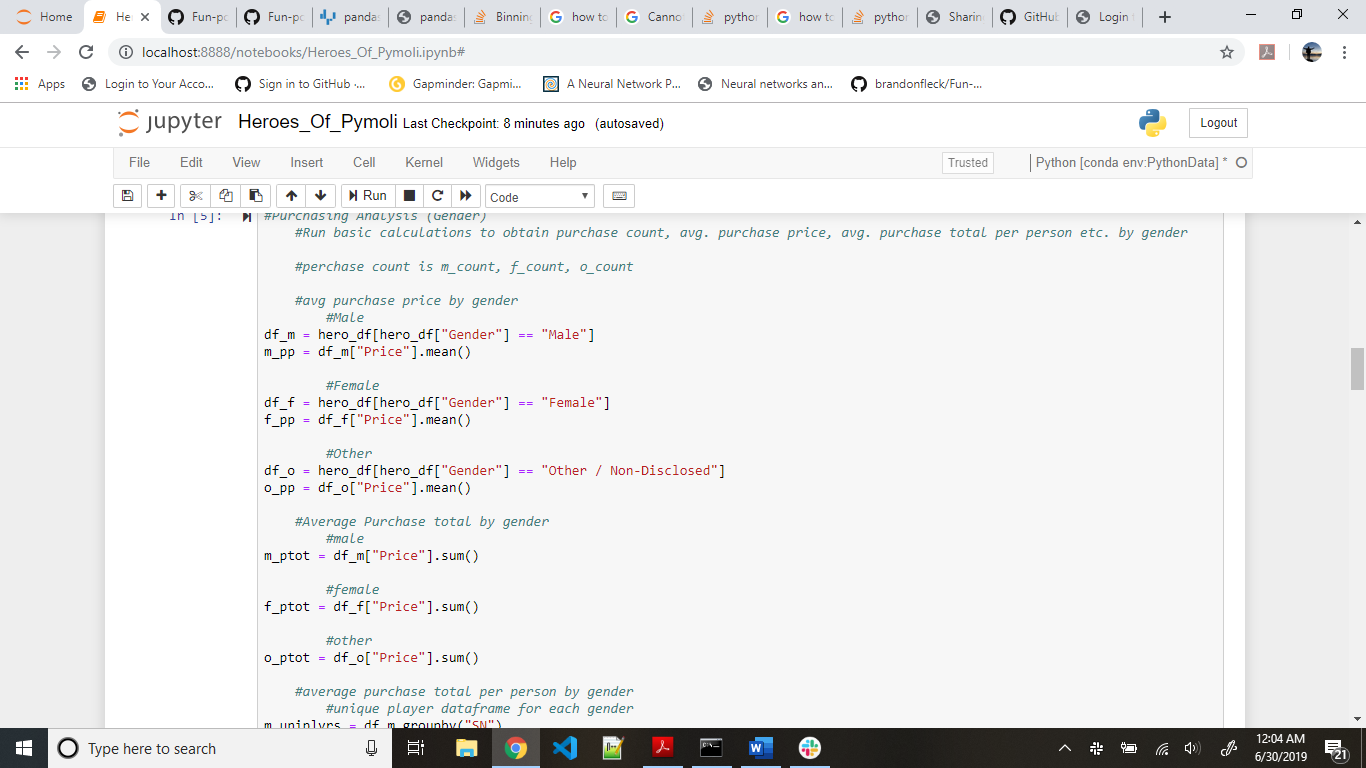 Home
Her
Fun-po
Fun-po
panda
panda
Binnin
how to
Canno
python
how to
python
Sharin
GitHub
Login
localhost:8888/notebooks/Heroes_Of_Pymoli.ipynb#
Apps
Login to Your Acco...
Sign in to GitHub ·...
Gapminder: Gapmi...
A Neural Network P...
Neural networks an...
brandonfleck/Fun-...
jupyter Heroes_Of_Pymoli Last Checkpoint: 8 minutes ago (autosaved)
Logout
File Edit View Insert Cell Kernel Widgets Help
Trusted
Python [conda env:PythonData] *
Run
Code
In [5]:
#Purchasing Analysis (Gender)
#Run basic calculations to obtain purchase count, avg. purchase price, avg. purchase total per person etc. by gender
#perchase count is m_count, f_count, o_count
#avg purchase price by gender
#Male
df_m = hero_df[hero_df["Gender"] == "Male"]
m_pp = df_m["Price"].mean()
#Female
df_f = hero_df[hero_df["Gender"] == "Female"]
f_pp = df_f["Price"].mean()
#Other
df_o = hero_df[hero_df["Gender"] == "Other / Non-Disclosed"]
o_pp = df_o["Price"].mean()
#Average Purchase total by gender
#male
m_ptot = df_m["Price"].sum()
#female
f_ptot = df_f["Price"].sum()
#other
o_ptot = df_o["Price"].sum()
#average purchase total per person by gender
#unique player dataframe for each gender
m_uniplyrs = df_m.groupby("SN")
Type here to search
12:04 AM
6/30/2019
21